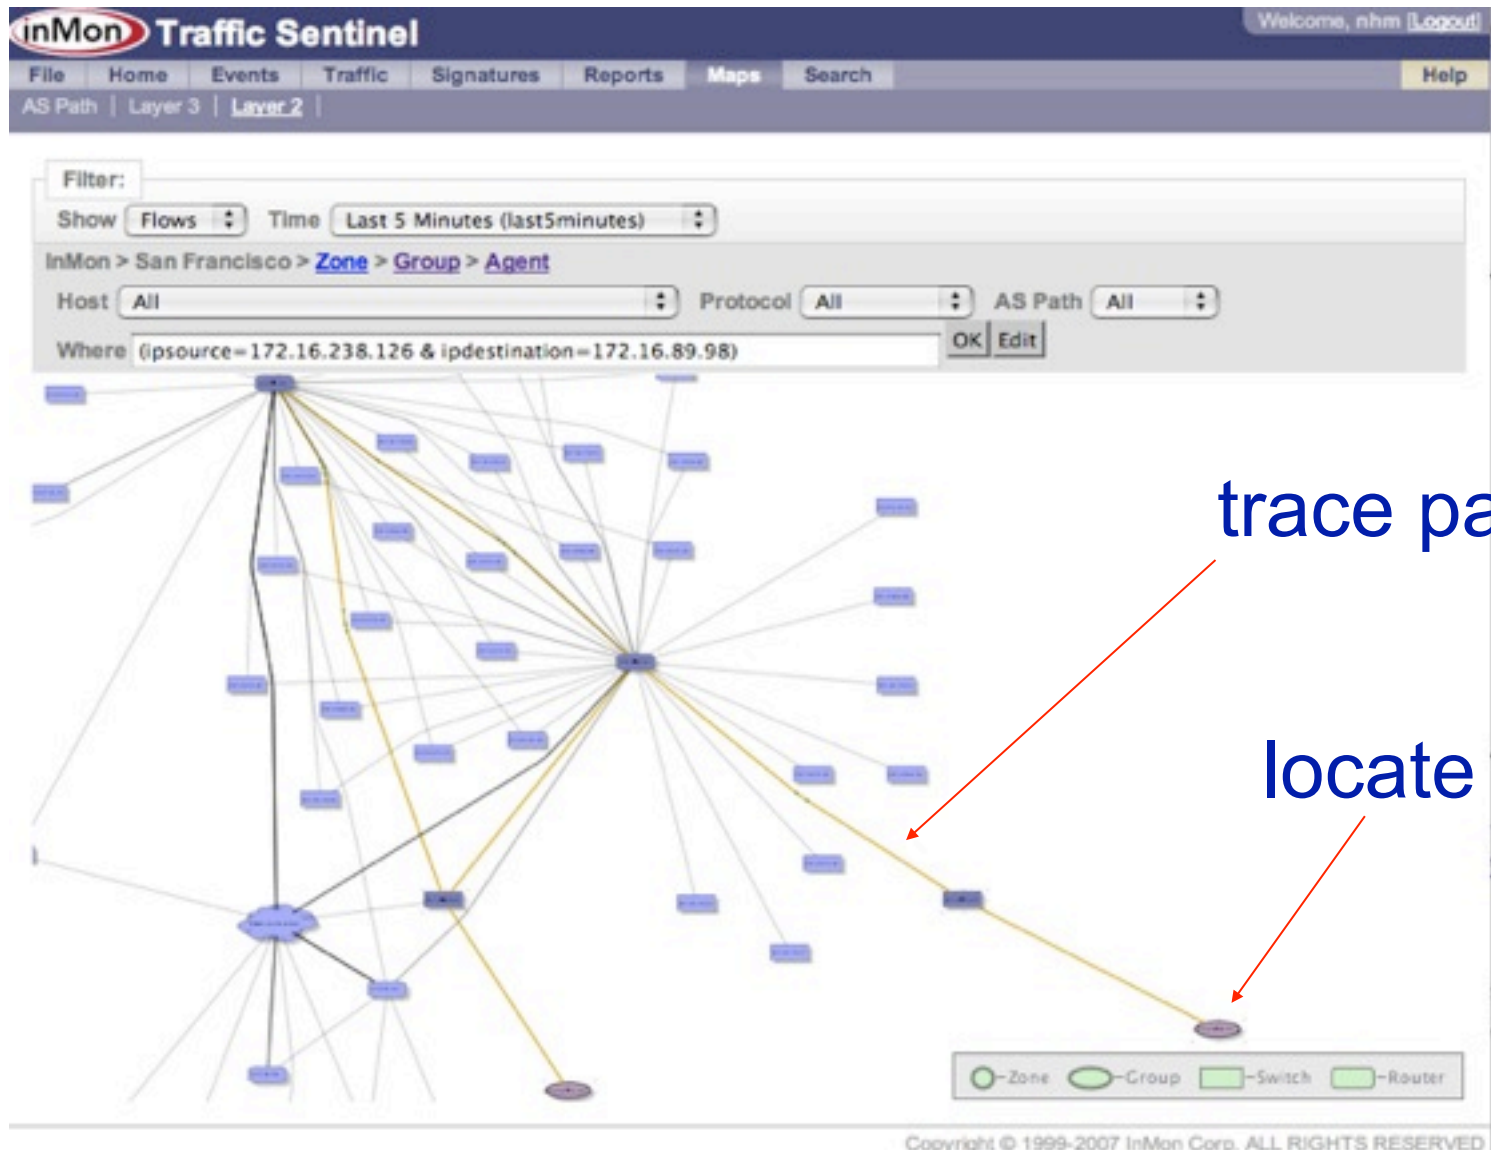 inMon Traffic Sentinel
Welcome, nhm [Logout]
File Home Events Traffic Signatures Reports Maps Search Help
AS Path | Layer 3 | Layer 2 |
Filter:
Show Flows Time Last 5 Minutes (last5minutes)
InMon > San Francisco > Zone > Group > Agent
Host All Protocol All AS Path All
Where (ipsource=172.16.238.126 & ipdestination=172.16.89.98) OK Edit
trace pa
locate
-Zone -Group -Switch -Router
Copyright © 1999-2007 InMon Corp. ALL RIGHTS RESERVED